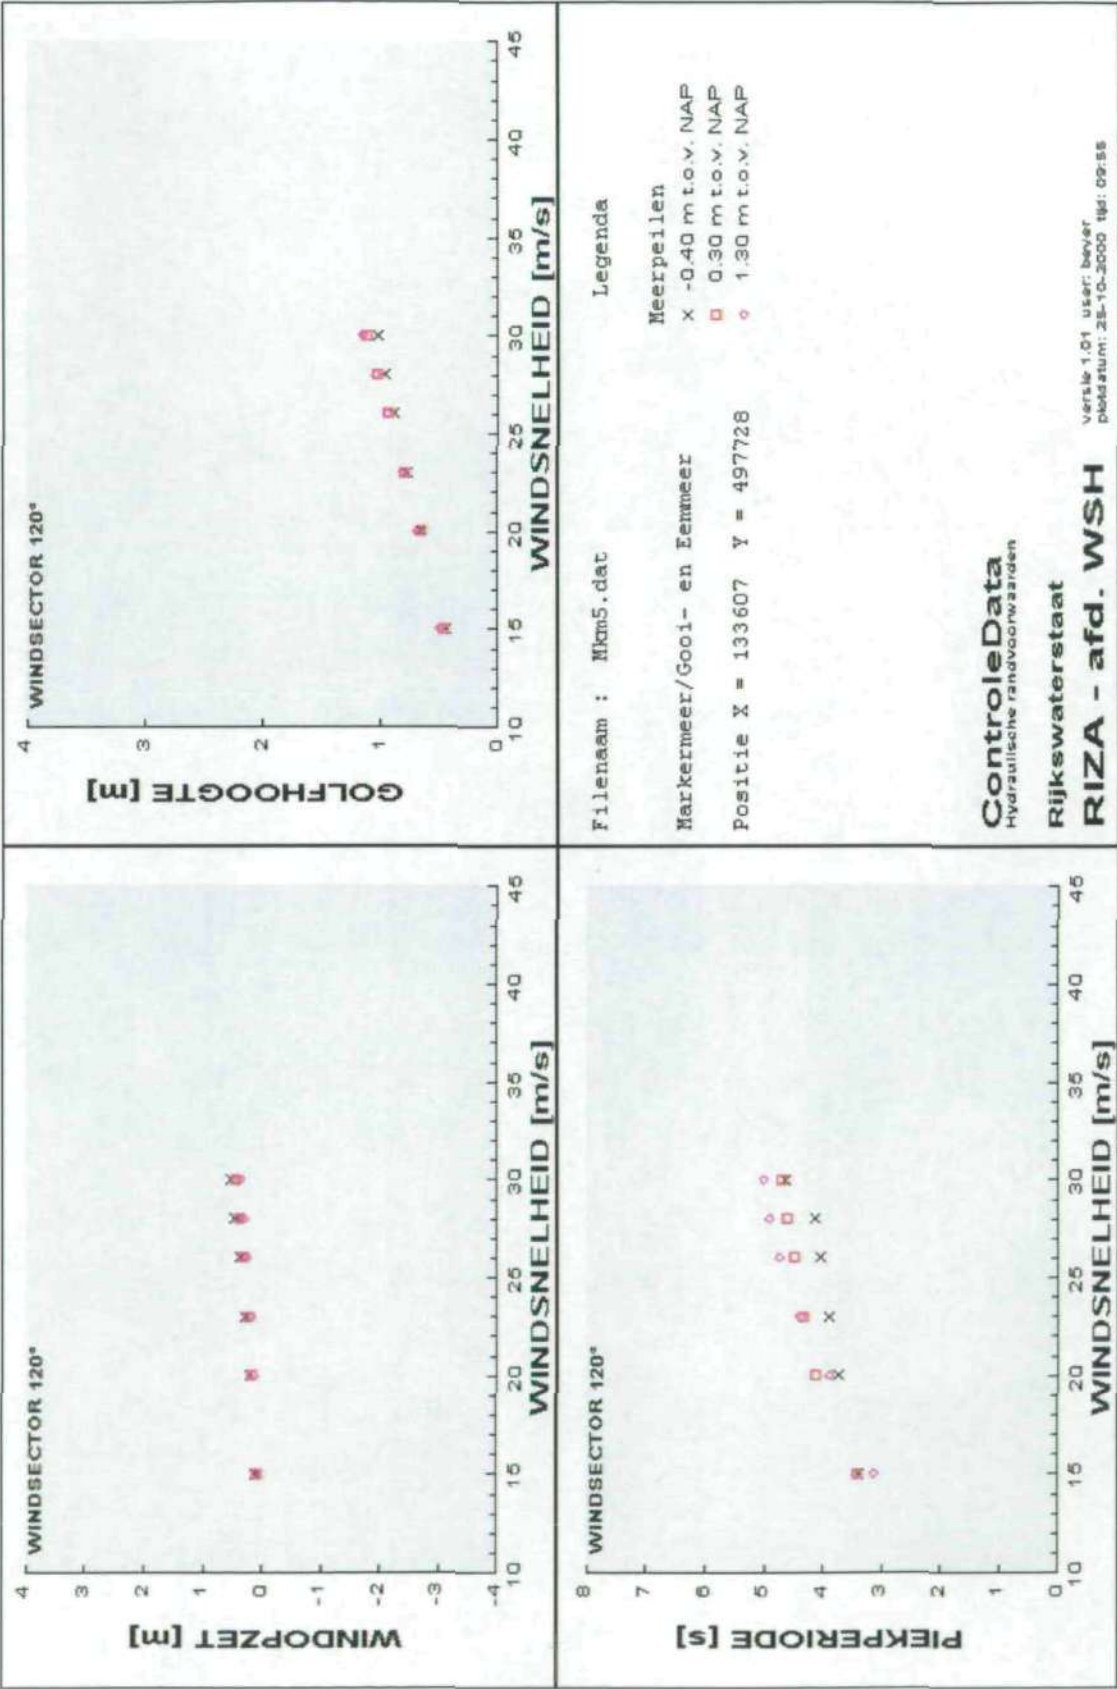 WINDSECTOR 120°
WINDOPZET [m]
4
3
2
1
0
-1
-2
-3
-4
10 15 20 25 30 35 40 45
WINDSNELHEID [m/s]
WINDSECTOR 120°
GOLFHOOGTE [m]
4
3
2
1
0
10 15 20 25 30 35 40 45
WINDSNELHEID [m/s]
WINDSECTOR 120°
PIEKPERIODE [s]
8
7
6
5
4
3
2
1
0
10 15 20 25 30 35 40 45
WINDSNELHEID [m/s]
Filenaam : Mkm5.dat
Markermeer/Gooi- en Eemmeer
Positie X = 133607 Y = 497728
Legenda
Meerpeilen
× -0.40 m t.o.v. NAP
□ 0.30 m t.o.v. NAP
◇ 1.30 m t.o.v. NAP
ControleData
Hydraulische randvoorwaarden
Rijkswaterstaat
RIZA - afd. WSH
versie 1.01 user: bever
plotdatum: 25-10-2000 tijd: 09:55